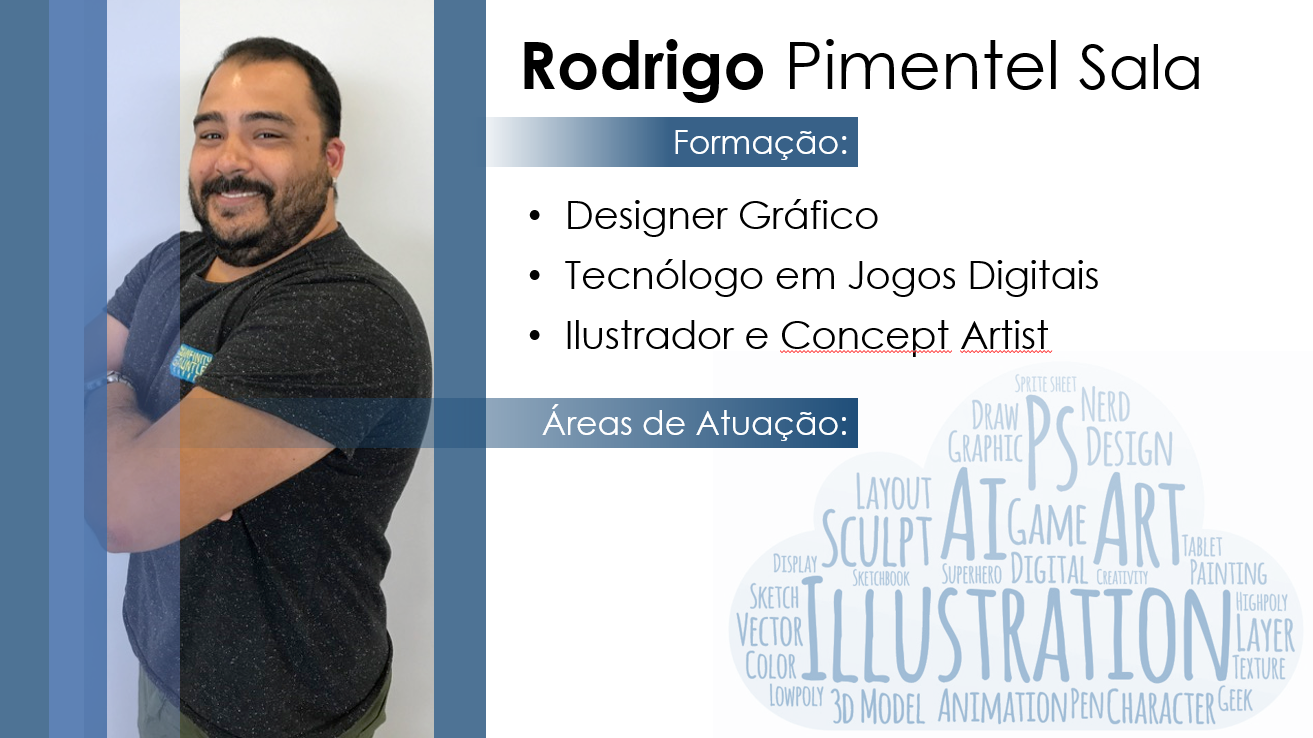 Rodrigo Pimentel Sala
Formação:
• Designer Gráfico
• Tecnólogo em Jogos Digitais
• Ilustrador e Concept Artist
Áreas de Atuação:
SPRITE SHEET
DRAW
PS
NERD
GRAPHIC
DESIGN
LAYOUT
SCULPT
AI
GAME
ART
TABLET
DISPLAY
SKETCHBOOK
SUPERHERO
DIGITAL
CREATIVITY
PAINTING
SKETCH
ILLUSTRATION
HIGHPOLY
VECTOR
LAYER
COLOR
TEXTURE
LOWPOLY
3D MODEL
ANIMATION
PEN
CHARACTER
GEEK